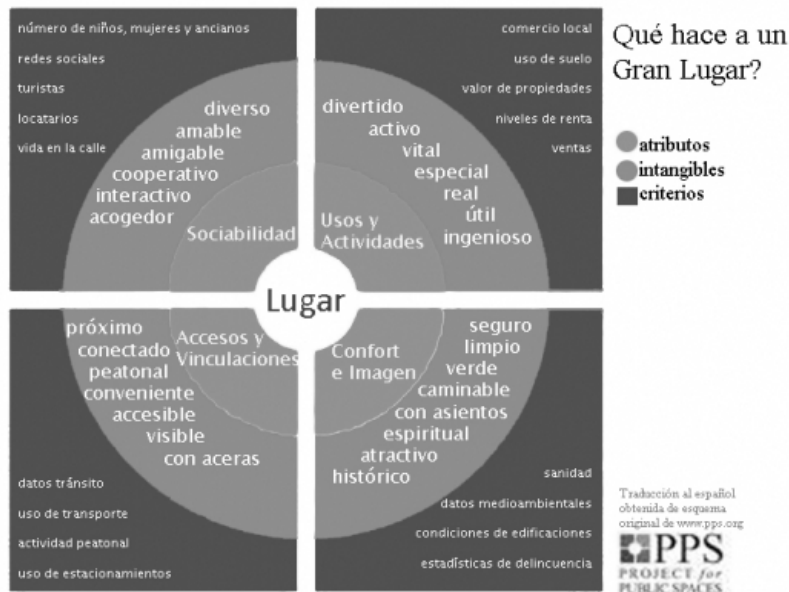 número de niños, mujeres y ancianos
redes sociales
turistas
locatarios
vida en la calle
diverso
amable
amigable
cooperativo
interactivo
acogedor
Sociabilidad
comercio local
uso de suelo
valor de propiedades
niveles de renta
ventas
divertido
activo
vital
especial
real
útil
ingenioso
Usos y
Actividades
Qué hace a un
Gran Lugar?
atributos
intangibles
criterios
Lugar
próximo
conectado
peatonal
conveniente
accesible
visible
con aceras
Accesos y
Vinculaciones
datos tránsito
uso de transporte
actividad peatonal
uso de estacionamientos
Confort
e Imagen
seguro
limpio
verde
caminable
con asientos
espiritual
atractivo
histórico
sanidad
datos medioambientales
condiciones de edificaciones
estadísticas de delincuencia
Traducción al español
obtenida de esquema
original de www.pps.org
PPS
PROJECT for
PUBLIC SPACES